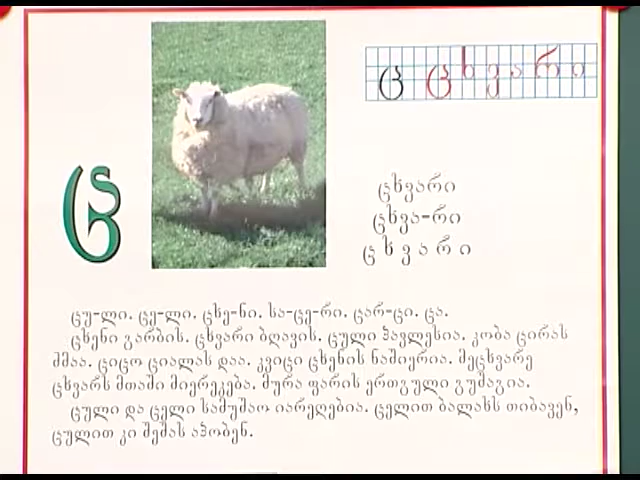 ც ცხვარი
ც
ცხვარი
ცხვა-რი
ც ხ ვ ა რ ი
ცუ-ლი. ცე-ლი. ცხე-ნი. სა-ცე-რი. ცარ-ცი. ცა.
ცხენი გარბის. ცხვარი ბღავის. ცული ბასრია. კობა ცირას
ძმაა. ციცო ციალას დაა. კვიცი ცხენის ნაშიერია. მეცხვარე
ცხვარს მთაში მიერეკება. მურა ფარის ერთგული გუშაგია.
ცული და ცელი სამუშაო იარაღებია. ცელით ბალახს თიბავენ,
ცულით კი შეშას აპობენ.